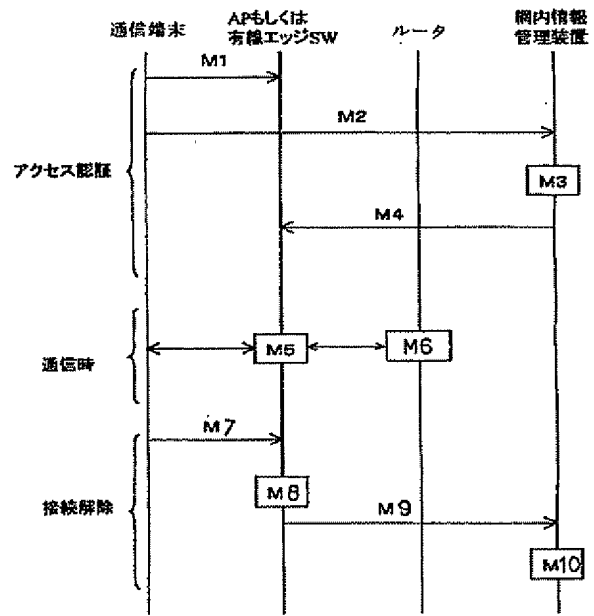 通信端末
APもしくは
有線エッジSW
ルータ
網内情報
管理装置
M1
M2
アクセス認証
M3
M4
通信時
M5
M6
M7
接続解除
M8
M9
M10